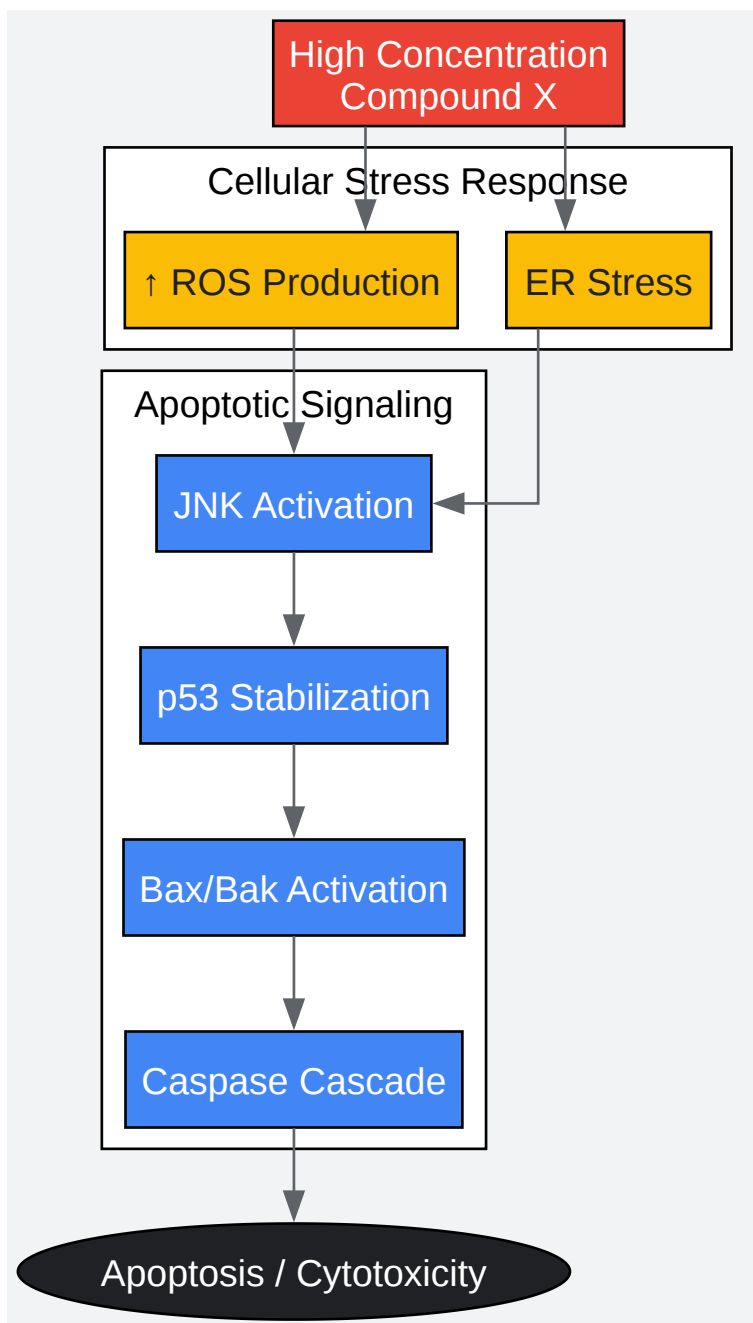 High Concentration
Compound X
Cellular Stress Response
↑ ROS Production
ER Stress
Apoptotic Signaling
JNK Activation
p53 Stabilization
Bax/Bak Activation
Caspase Cascade
Apoptosis / Cytotoxicity